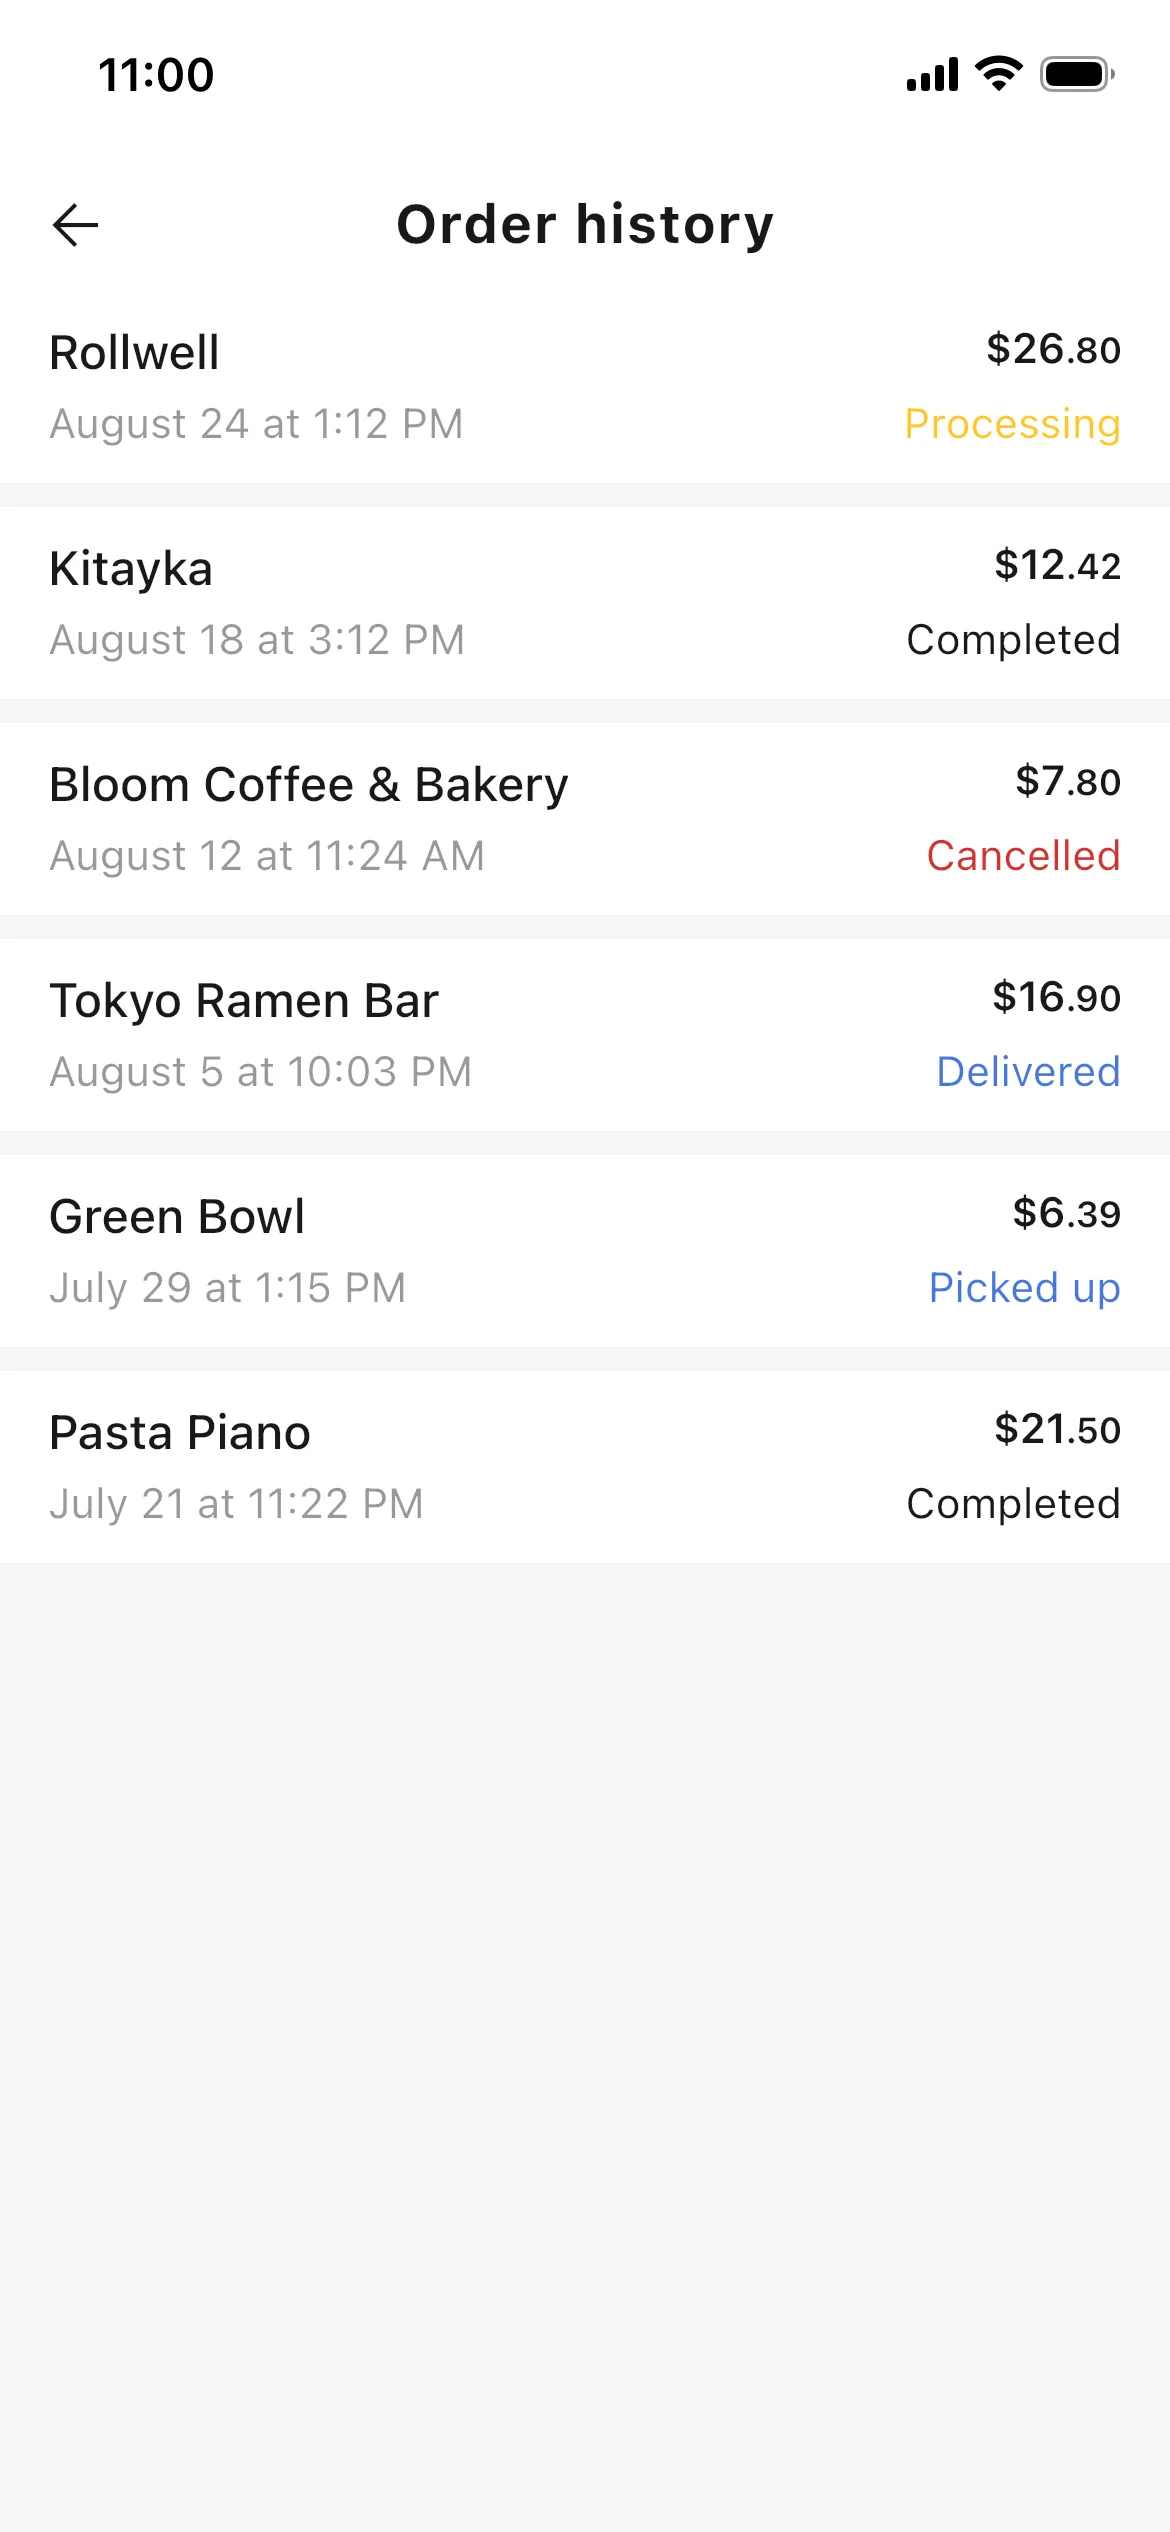 11:00
Order history
Rollwell $26.80
August 24 at 1:12 PM Processing
Kitayka $12.42
August 18 at 3:12 PM Completed
Bloom Coffee & Bakery $7.80
August 12 at 11:24 AM Cancelled
Tokyo Ramen Bar $16.90
August 5 at 10:03 PM Delivered
Green Bowl $6.39
July 29 at 1:15 PM Picked up
Pasta Piano $21.50
July 21 at 11:22 PM Completed